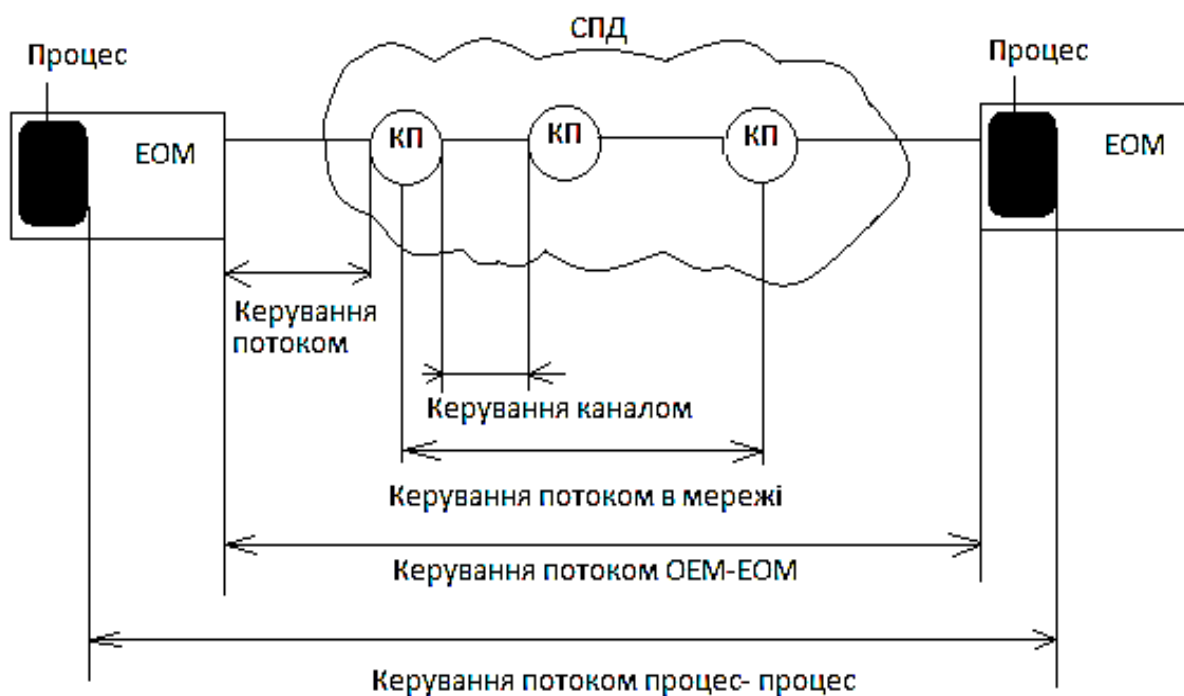 СПД
Процес
Процес
ЕОМ
КП
КП
КП
ЕОМ
Керування
потоком
Керування каналом
Керування потоком в мережі
Керування потоком ОЕМ-ЕОМ
Керування потоком процес- процес